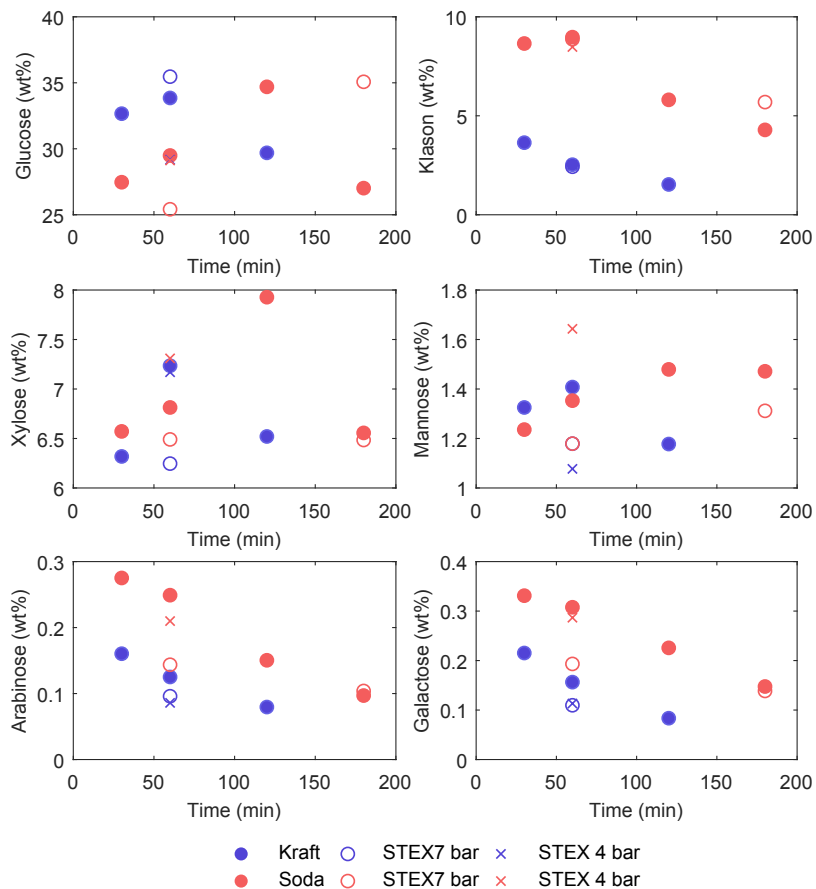 40
35
30
25
Glucose (wt%)
0 50 100 150 200
Time (min)
10
5
0
Klason (wt%)
0 50 100 150 200
Time (min)
8
7.5
7
6.5
6
Xylose (wt%)
0 50 100 150 200
Time (min)
1.8
1.6
1.4
1.2
1
Mannose (wt%)
0 50 100 150 200
Time (min)
0.3
0.2
0.1
0
Arabinose (wt%)
0 50 100 150 200
Time (min)
0.4
0.3
0.2
0.1
0
Galactose (wt%)
0 50 100 150 200
Time (min)
Kraft STEX7 bar STEX 4 bar
Soda STEX7 bar STEX 4 bar